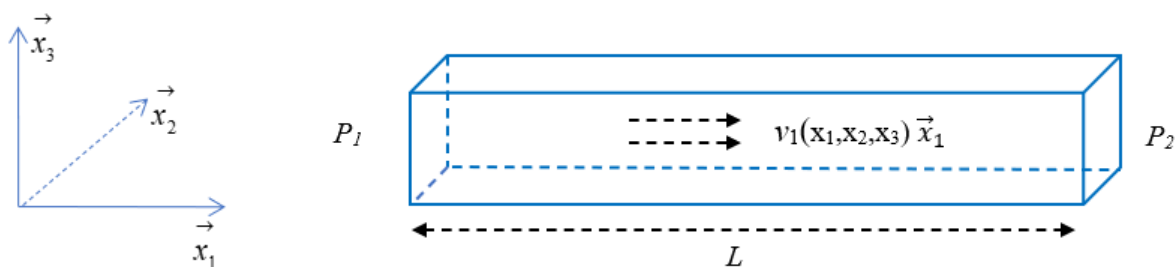 x⃗₃
x⃗₂
P₁
v₁(x₁,x₂,x₃) x⃗₁
P₂
x⃗₁
L